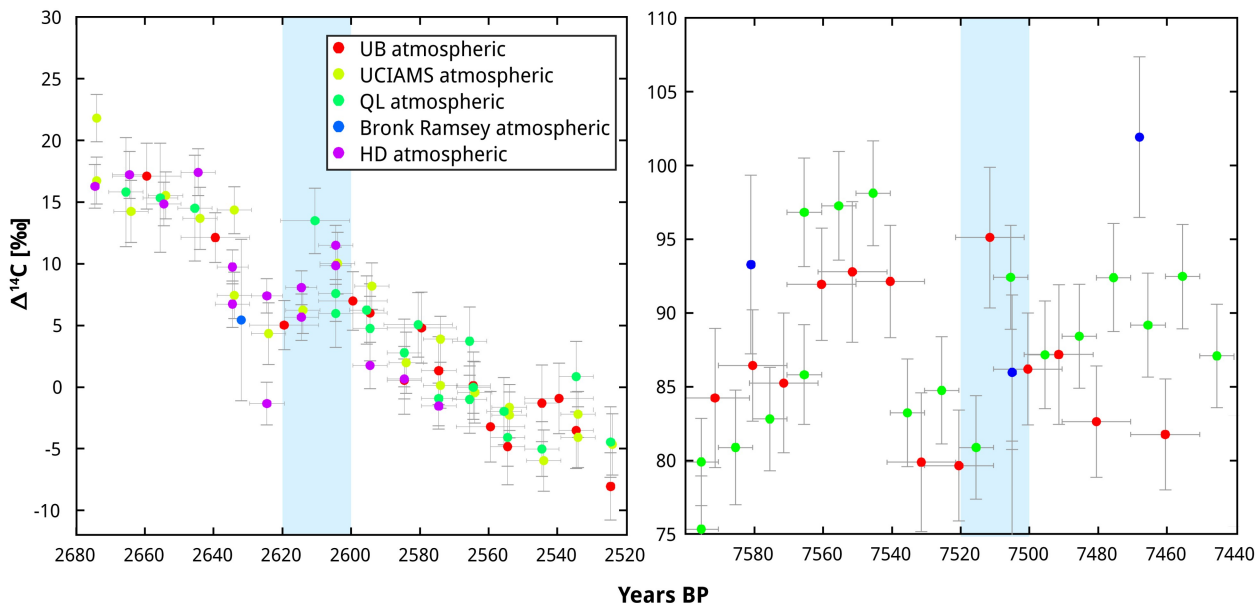 30
25
20
15
10
5
0
-5
-10
Δ¹⁴C [‰]
UB atmospheric
UCIAMS atmospheric
QL atmospheric
Bronk Ramsey atmospheric
HD atmospheric
2680 2660 2640 2620 2600 2580 2560 2540 2520
110
105
100
95
90
85
80
75
7580 7560 7540 7520 7500 7480 7460 7440
Years BP